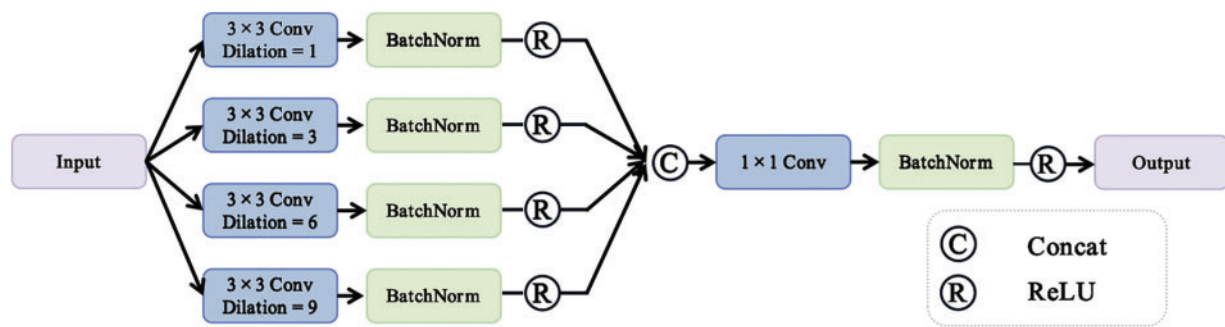 3 × 3 Conv
Dilation = 1
BatchNorm
R
3 × 3 Conv
Dilation = 3
BatchNorm
R
Input
C
1 × 1 Conv
BatchNorm
R
Output
3 × 3 Conv
Dilation = 6
BatchNorm
R
3 × 3 Conv
Dilation = 9
BatchNorm
R
C Concat
R ReLU